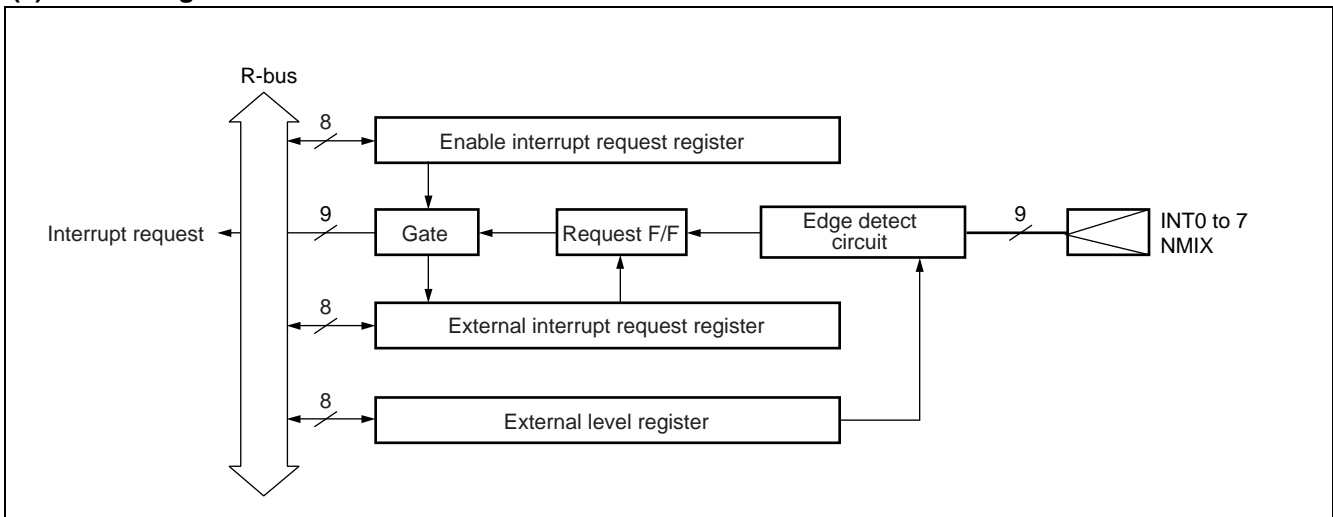 R-bus
8
Enable interrupt request register
Interrupt request
9
Gate
Request F/F
Edge detect
circuit
9
INT0 to 7
NMIX
8
External interrupt request register
8
External level register